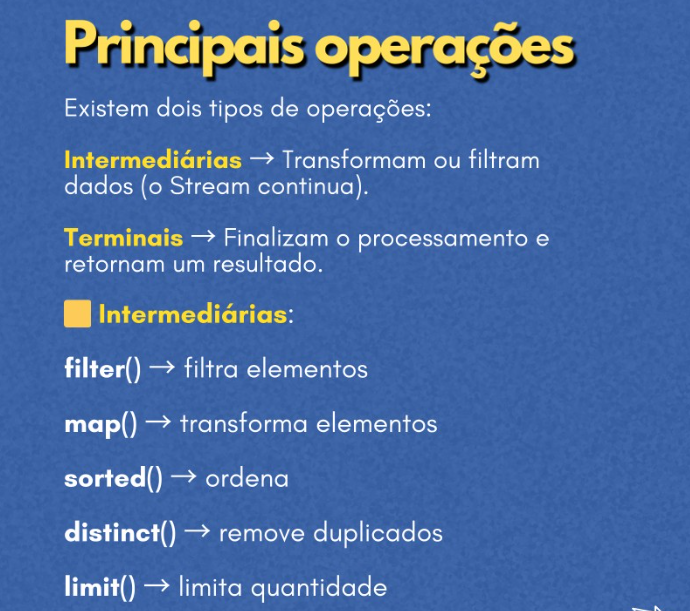 Principais operações
Existem dois tipos de operações:
Intermediárias → Transformam ou filtram
dados (o Stream continua).
Terminais → Finalizam o processamento e
retornam um resultado.
Intermediárias:
filter() → filtra elementos
map() → transforma elementos
sorted() → ordena
distinct() → remove duplicados
limit() → limita quantidade